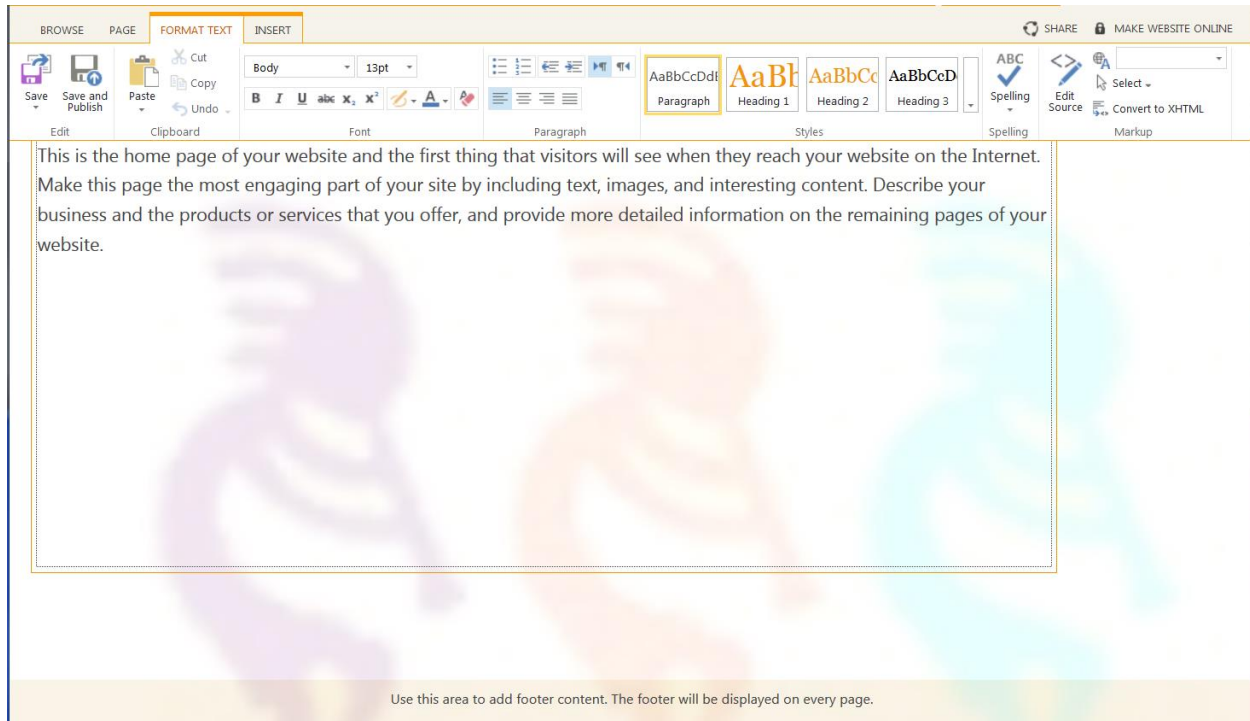 BROWSE PAGE FORMAT TEXT INSERT SHARE MAKE WEBSITE ONLINE
Save
Save and Publish
Paste
Cut
Copy
Undo
Body 13pt
B I U abc X₂ X² A
AaBbCcDdE
Paragraph
AaBb
Heading 1
AaBbCc
Heading 2
AaBbCcD
Heading 3
ABC
Spelling
Edit Source
Select
Convert to XHTML
Edit Clipboard Font Paragraph Styles Spelling Markup
This is the home page of your website and the first thing that visitors will see when they reach your website on the Internet.
Make this page the most engaging part of your site by including text, images, and interesting content. Describe your
business and the products or services that you offer, and provide more detailed information on the remaining pages of your
website.
Use this area to add footer content. The footer will be displayed on every page.